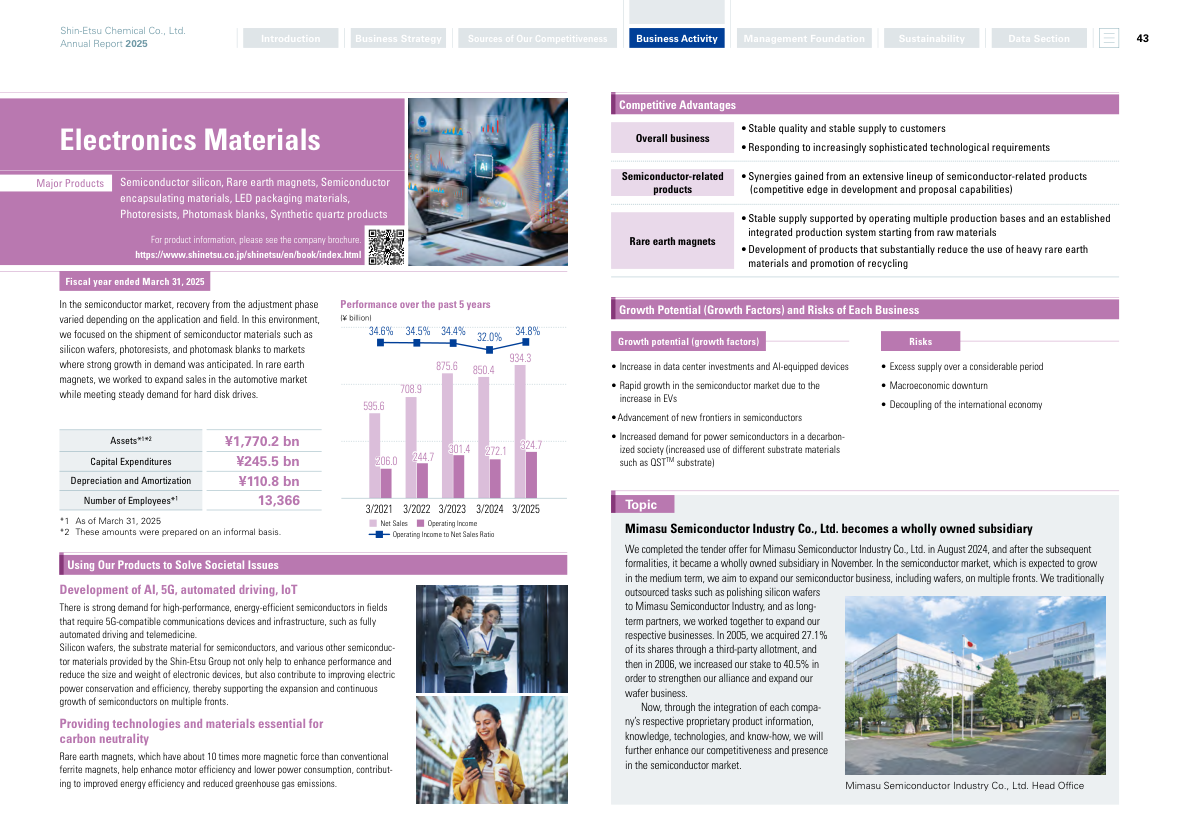 Shin-Etsu Chemical Co., Ltd.
Annual Report 2025
Introduction
Business Strategy
Sources of Our Competitiveness
Business Activity
Management Foundation
Sustainability
Data Section
43
Electronics Materials
Major Products
Semiconductor silicon, Rare earth magnets, Semiconductor
encapsulating materials, LED packaging materials,
Photoresists, Photomask blanks, Synthetic quartz products
For product information, please see the company brochure.
https://www.shinetsu.co.jp/shinetsu/en/book/index.html
AI
Fiscal year ended March 31, 2025
In the semiconductor market, recovery from the adjustment phase
varied depending on the application and field. In this environment,
we focused on the shipment of semiconductor materials such as
silicon wafers, photoresists, and photomask blanks to markets
where strong growth in demand was anticipated. In rare earth
magnets, we worked to expand sales in the automotive market
while meeting steady demand for hard disk drives.
Assets*1*2 ¥1,770.2 bn
Capital Expenditures ¥245.5 bn
Depreciation and Amortization ¥110.8 bn
Number of Employees*1 13,366
*1 As of March 31, 2025
*2 These amounts were prepared on an informal basis.
Performance over the past 5 years
(¥ billion)
34.6% 34.5% 34.4% 32.0% 34.8%
595.6 708.9 875.6 850.4 934.3
206.0 244.7 301.4 272.1 324.7
3/2021 3/2022 3/2023 3/2024 3/2025
Net Sales Operating Income
Operating Income to Net Sales Ratio
Using Our Products to Solve Societal Issues
Development of AI, 5G, automated driving, IoT
There is strong demand for high-performance, energy-efficient semiconductors in fields
that require 5G-compatible communications devices and infrastructure, such as fully
automated driving and telemedicine.
Silicon wafers, the substrate material for semiconductors, and various other semiconduc-
tor materials provided by the Shin-Etsu Group not only help to enhance performance and
reduce the size and weight of electronic devices, but also contribute to improving electric
power conservation and efficiency, thereby supporting the expansion and continuous
growth of semiconductors on multiple fronts.
Providing technologies and materials essential for
carbon neutrality
Rare earth magnets, which have about 10 times more magnetic force than conventional
ferrite magnets, help enhance motor efficiency and lower power consumption, contribut-
ing to improved energy efficiency and reduced greenhouse gas emissions.
Competitive Advantages
Overall business
• Stable quality and stable supply to customers
• Responding to increasingly sophisticated technological requirements
Semiconductor-related
products
• Synergies gained from an extensive lineup of semiconductor-related products
(competitive edge in development and proposal capabilities)
Rare earth magnets
• Stable supply supported by operating multiple production bases and an established
integrated production system starting from raw materials
• Development of products that substantially reduce the use of heavy rare earth
materials and promotion of recycling
Growth Potential (Growth Factors) and Risks of Each Business
Growth potential (growth factors)
• Increase in data center investments and AI-equipped devices
• Rapid growth in the semiconductor market due to the
increase in EVs
• Advancement of new frontiers in semiconductors
• Increased demand for power semiconductors in a decarbon-
ized society (increased use of different substrate materials
such as QST™ substrate)
Risks
• Excess supply over a considerable period
• Macroeconomic downturn
• Decoupling of the international economy
Topic
Mimasu Semiconductor Industry Co., Ltd. becomes a wholly owned subsidiary
We completed the tender offer for Mimasu Semiconductor Industry Co., Ltd. in August 2024, and after the subsequent
formalities, it became a wholly owned subsidiary in November. In the semiconductor market, which is expected to grow
in the medium term, we aim to expand our semiconductor business, including wafers, on multiple fronts. We traditionally
outsourced tasks such as polishing silicon wafers
to Mimasu Semiconductor Industry, and as long-
term partners, we worked together to expand our
respective businesses. In 2005, we acquired 27.1%
of its shares through a third-party allotment, and
then in 2006, we increased our stake to 40.5% in
order to strengthen our alliance and expand our
wafer business.
Now, through the integration of each compa-
ny's respective proprietary product information,
knowledge, technologies, and know-how, we will
further enhance our competitiveness and presence
in the semiconductor market.
Mimasu Semiconductor Industry Co., Ltd. Head Office